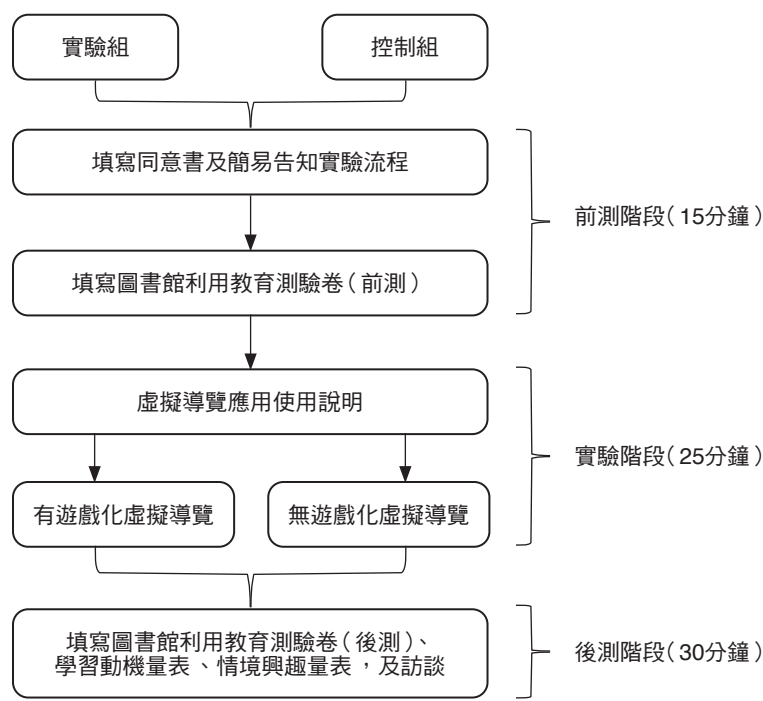 實驗組
控制組
填寫同意書及簡易告知實驗流程
前測階段（15分鐘）
填寫圖書館利用教育測驗卷（前測）
虛擬導覽應用使用說明
實驗階段（25分鐘）
有遊戲化虛擬導覽
無遊戲化虛擬導覽
填寫圖書館利用教育測驗卷（後測）、
學習動機量表、情境興趣量表，及訪談
後測階段（30分鐘）